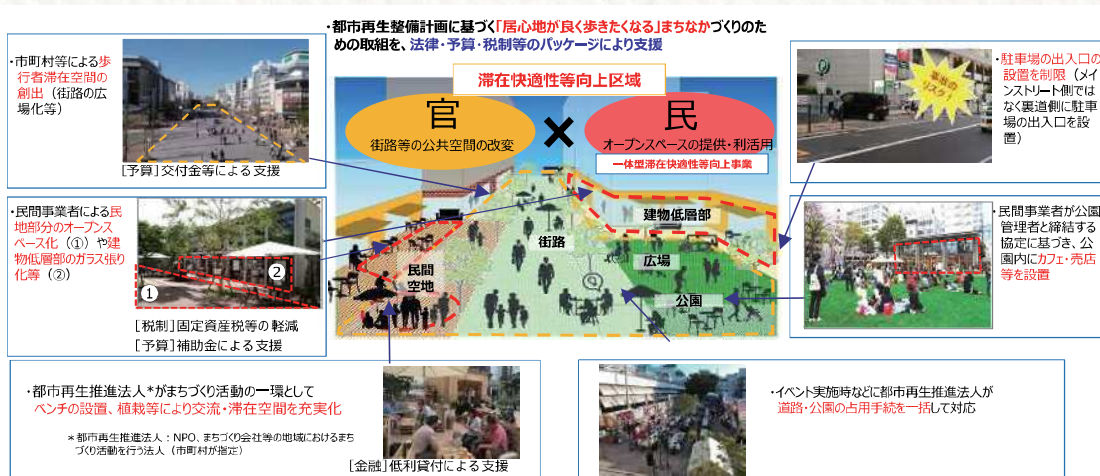 ・都市再生整備計画に基づく「居心地が良く歩きたくなる」まちなかづくりのた
めの取組を、法律・予算・税制等のパッケージにより支援
・市町村等による歩
行者滞在空間の
創出（街路の広
場化等）
[予算]交付金等による支援
・民間事業者による民
地部分のオープンス
ペース化（①）や建
物低層部のガラス張り
化等（②）
①
②
[税制]固定資産税等の軽減
[予算]補助金による支援
滞在快適性等向上区域
官
街路等の公共空間の改変
×
民
オープンスペースの提供・利活用
一体型滞在快適性等向上事業
建物低層部
街路
広場
民間
空地
公園
事故の
リスク！
・駐車場の出入口の
設置を制限（メイ
ンストリート側では
なく裏道側に駐車
場の出入口を設
置）
・民間事業者が公園
管理者と締結する
協定に基づき、公
園内にカフェ・売店
等を設置
・都市再生推進法人*がまちづくり活動の一環として
ベンチの設置、植栽等により交流・滞在空間を充実化
*都市再生推進法人：NPO、まちづくり会社等の地域におけるまち
づくり活動を行う法人（市町村が指定）
[金融]低利貸付による支援
・イベント実施時などに都市再生推進法人が
道路・公園の占用手続を一括して対応